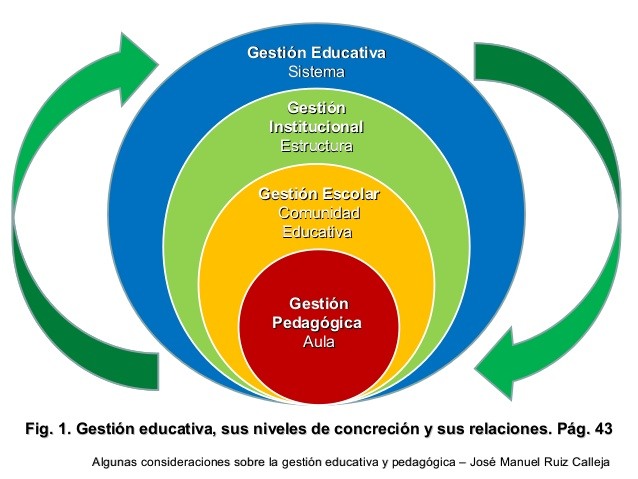 Gestión Educativa
Sistema
Gestión
Institucional
Estructura
Gestión Escolar
Comunidad
Educativa
Gestión
Pedagógica
Aula
Fig. 1. Gestión educativa, sus niveles de concreción y sus relaciones. Pág. 43
Algunas consideraciones sobre la gestión educativa y pedagógica – José Manuel Ruiz Calleja